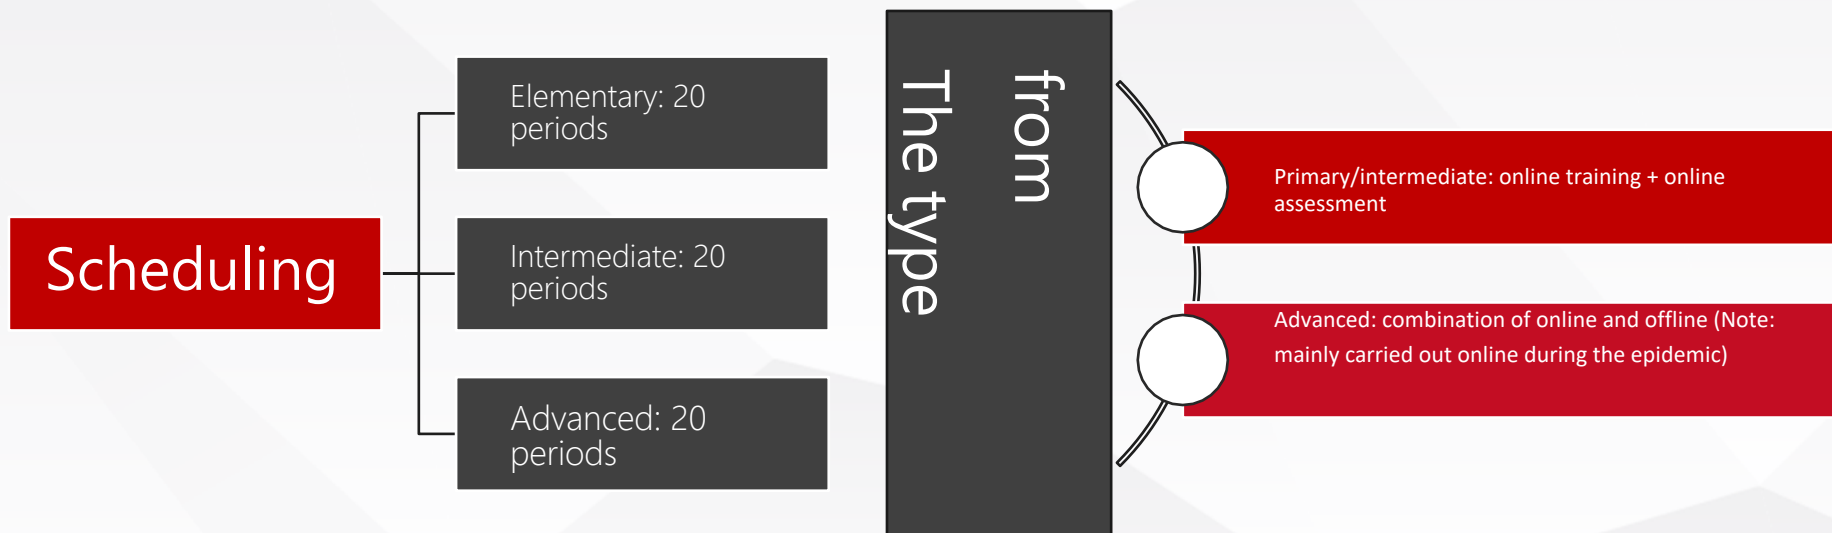 Scheduling
Elementary: 20
periods
Intermediate: 20
periods
Advanced: 20
periods
from
The type
Primary/intermediate: online training + online
assessment
Advanced: combination of online and offline (Note:
mainly carried out online during the epidemic)